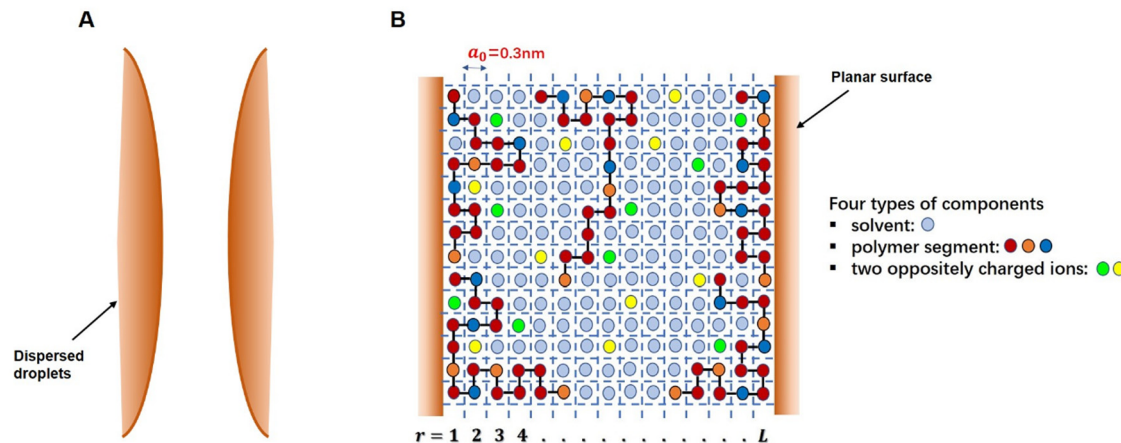 A
B
a₀=0.3nm
Planar surface
Four types of components
▪ solvent:
▪ polymer segment:
▪ two oppositely charged ions:
Dispersed
droplets
r = 1 2 3 4 . . . . . . . . . . L